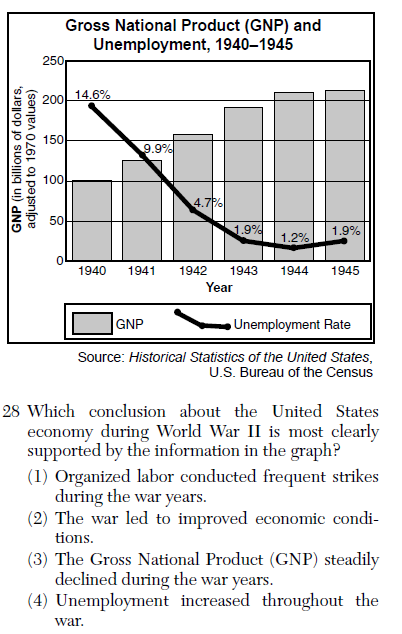 Gross National Product (GNP) and
Unemployment, 1940–1945
GNP (in billions of dollars,
adjusted to 1970 values)
250
200
150
100
50
0
14.6%
9.9%
4.7%
1.9%
1.2%
1.9%
1940 1941 1942 1943 1944 1945
Year
GNP Unemployment Rate
Source: Historical Statistics of the United States,
U.S. Bureau of the Census
28 Which conclusion about the United States
economy during World War II is most clearly
supported by the information in the graph?
(1) Organized labor conducted frequent strikes
during the war years.
(2) The war led to improved economic condi-
tions.
(3) The Gross National Product (GNP) steadily
declined during the war years.
(4) Unemployment increased throughout the
war.